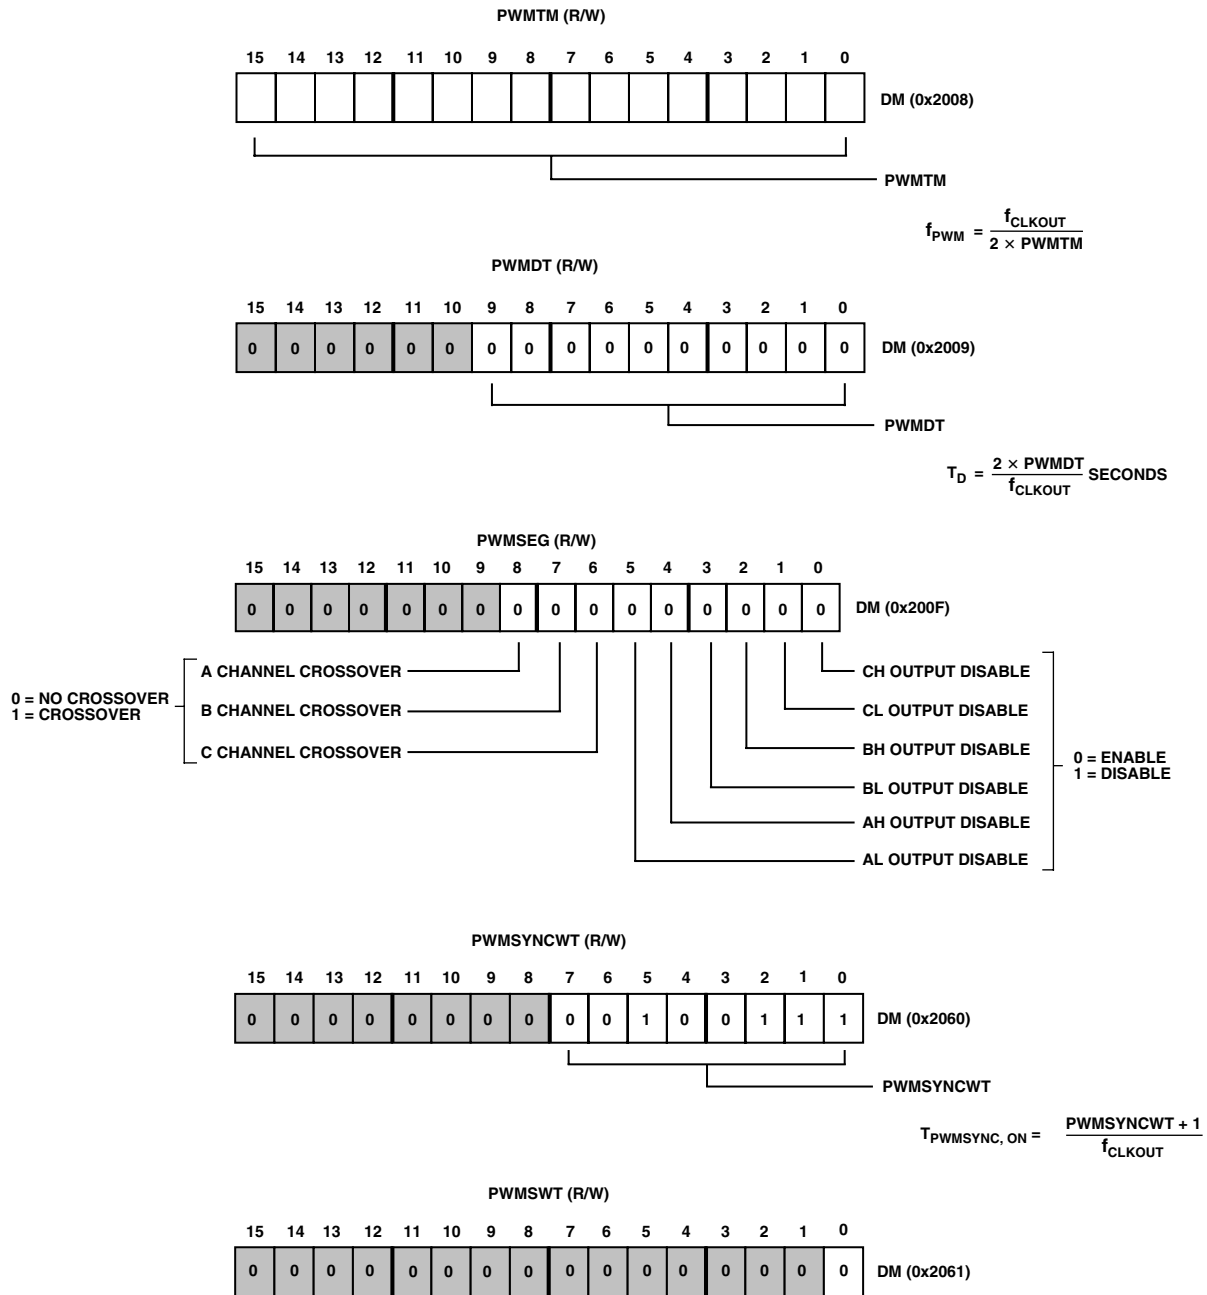 PWMTM (R/W)
15 14 13 12 11 10 9 8 7 6 5 4 3 2 1 0
DM (0x2008)
PWMTM
fPWM = fCLKOUT / 2 × PWMTM
PWMDT (R/W)
15 14 13 12 11 10 9 8 7 6 5 4 3 2 1 0
0 0 0 0 0 0 0 0 0 0 0 0 0 0 0 0 DM (0x2009)
PWMDT
TD = 2 × PWMDT / fCLKOUT SECONDS
PWMSEG (R/W)
15 14 13 12 11 10 9 8 7 6 5 4 3 2 1 0
0 0 0 0 0 0 0 0 0 0 0 0 0 0 0 0 DM (0x200F)
A CHANNEL CROSSOVER
B CHANNEL CROSSOVER
C CHANNEL CROSSOVER
0 = NO CROSSOVER
1 = CROSSOVER
CH OUTPUT DISABLE
CL OUTPUT DISABLE
BH OUTPUT DISABLE
BL OUTPUT DISABLE
AH OUTPUT DISABLE
AL OUTPUT DISABLE
0 = ENABLE
1 = DISABLE
PWMSYNCWT (R/W)
15 14 13 12 11 10 9 8 7 6 5 4 3 2 1 0
0 0 0 0 0 0 0 0 0 0 1 0 0 1 1 1 DM (0x2060)
PWMSYNCWT
TPWMSYNC, ON = PWMSYNCWT + 1 / fCLKOUT
PWMSWT (R/W)
15 14 13 12 11 10 9 8 7 6 5 4 3 2 1 0
0 0 0 0 0 0 0 0 0 0 0 0 0 0 0 0 DM (0x2061)